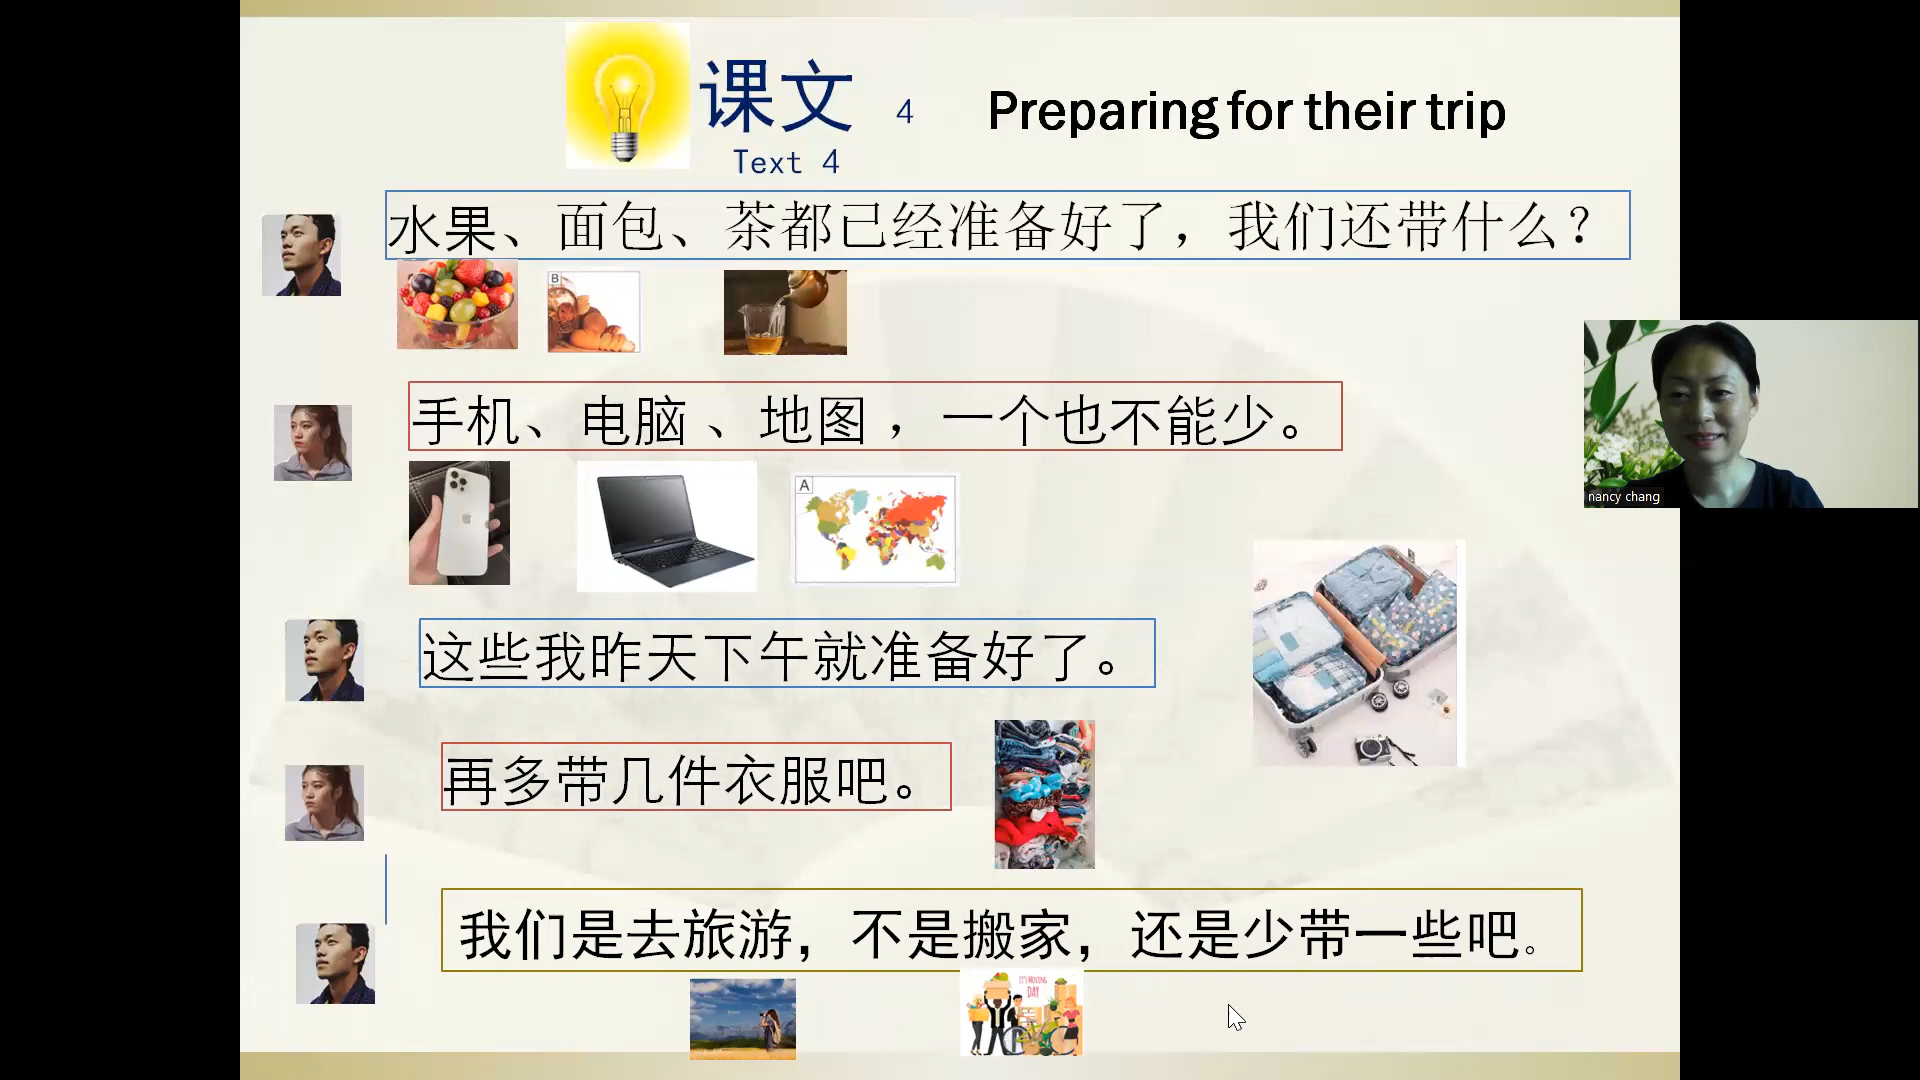 课文 4 Preparing for their trip
Text 4
水果、面包、茶都已经准备好了，我们还带什么？
B
手机、电脑、地图，一个也不能少。
A
nancy chang
这些我昨天下午就准备好了。
再多带几件衣服吧。
我们是去旅游，不是搬家，还是少带一些吧。
IT'S MOVING
DAY